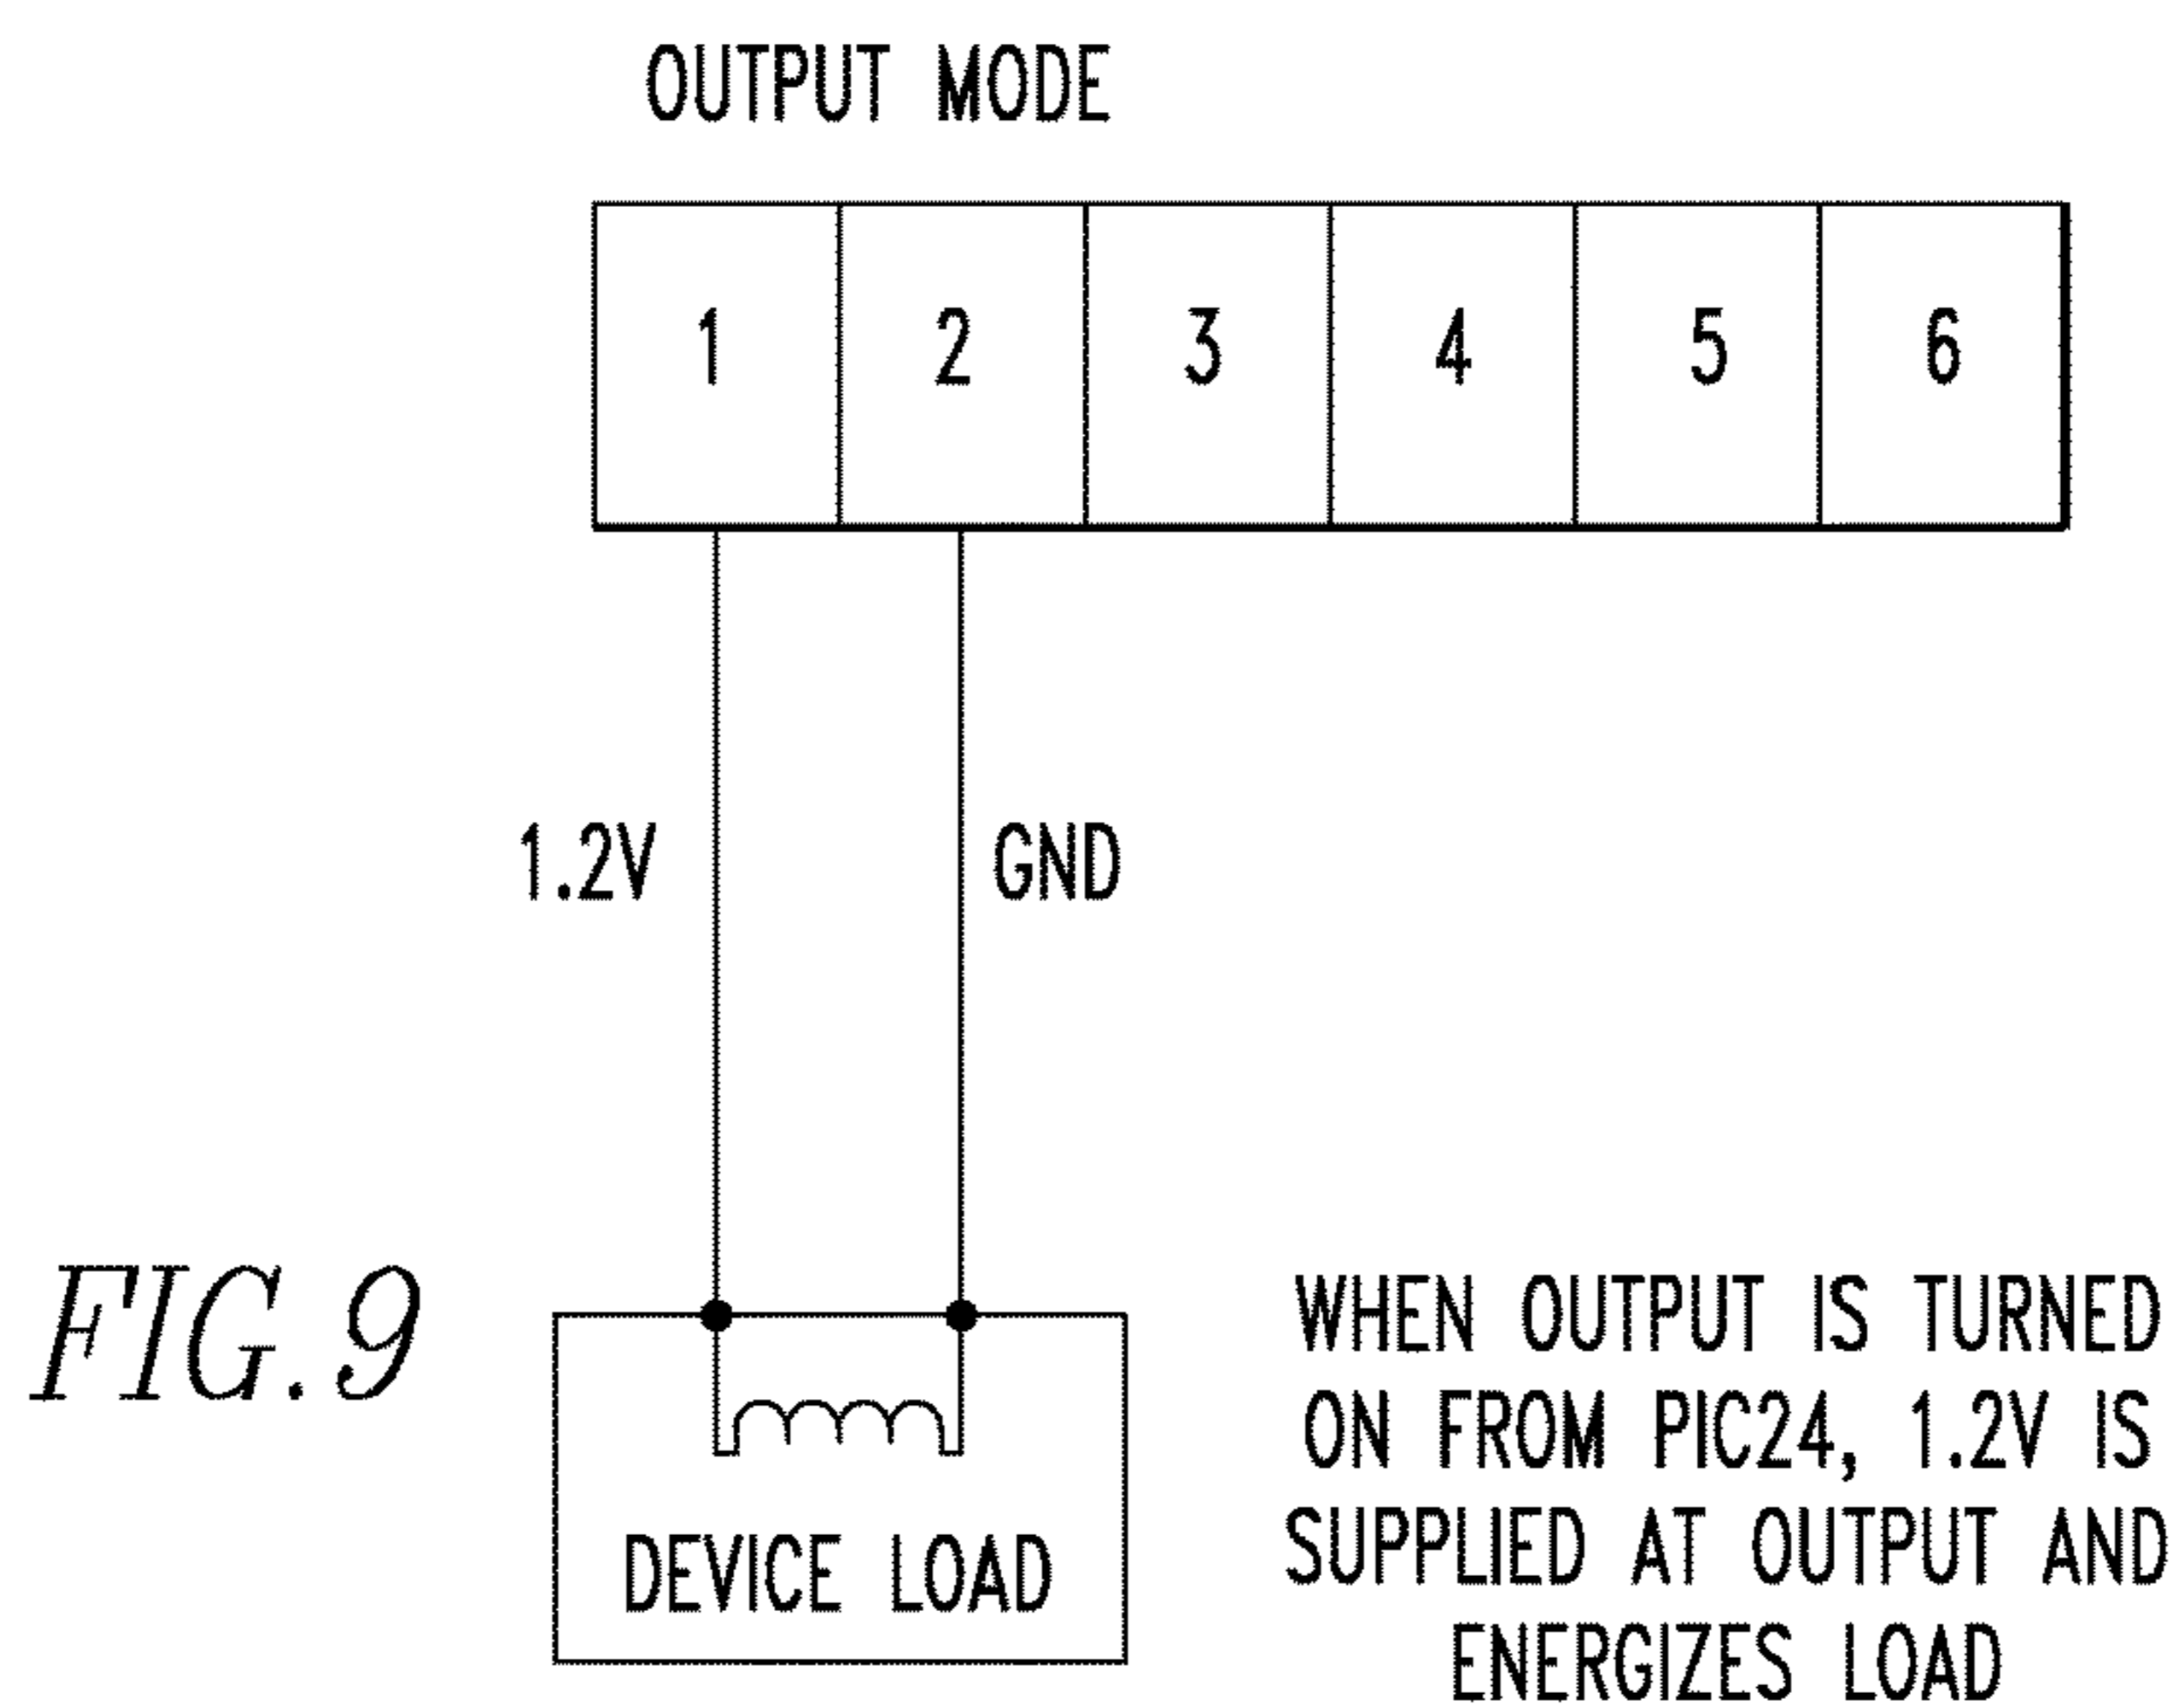 OUTPUT MODE
1 2 3 4 5 6
1.2V GND
FIG.9
DEVICE LOAD
WHEN OUTPUT IS TURNED
ON FROM PIC24, 1.2V IS
SUPPLIED AT OUTPUT AND
ENERGIZES LOAD